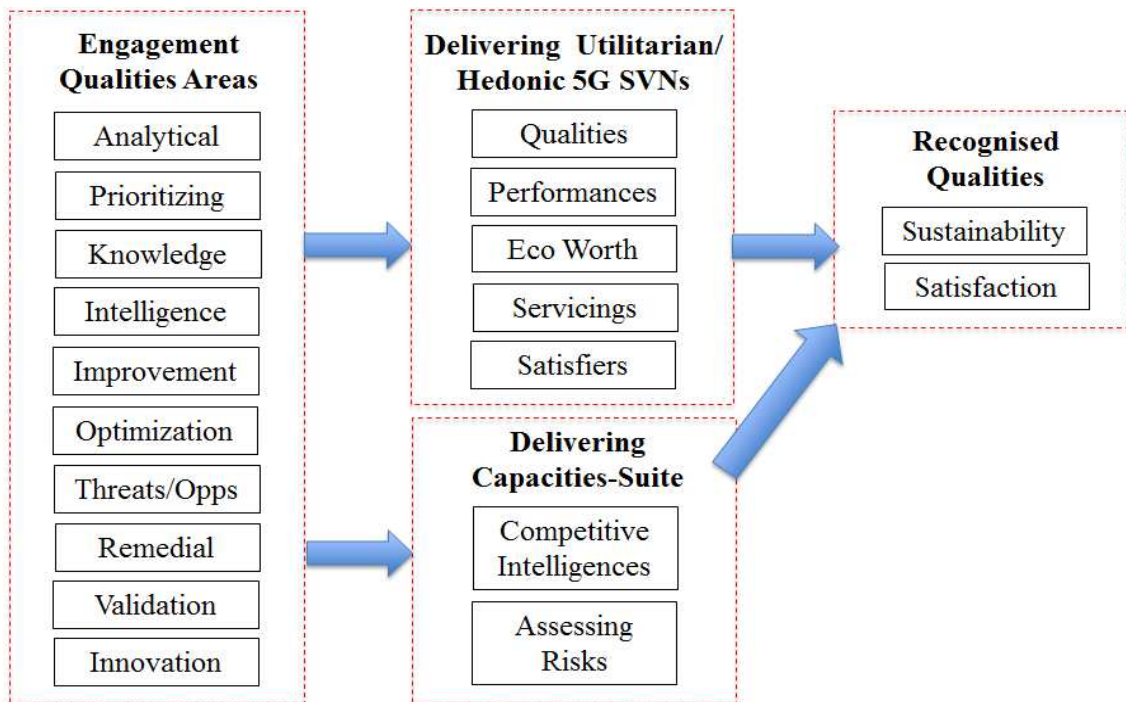 Engagement
Qualities Areas
Analytical
Prioritizing
Knowledge
Intelligence
Improvement
Optimization
Threats/Opps
Remedial
Validation
Innovation
Delivering Utilitarian/
Hedonic 5G SVNs
Qualities
Performances
Eco Worth
Servicings
Satisfiers
Delivering
Capacities-Suite
Competitive
Intelligences
Assessing
Risks
Recognised
Qualities
Sustainability
Satisfaction